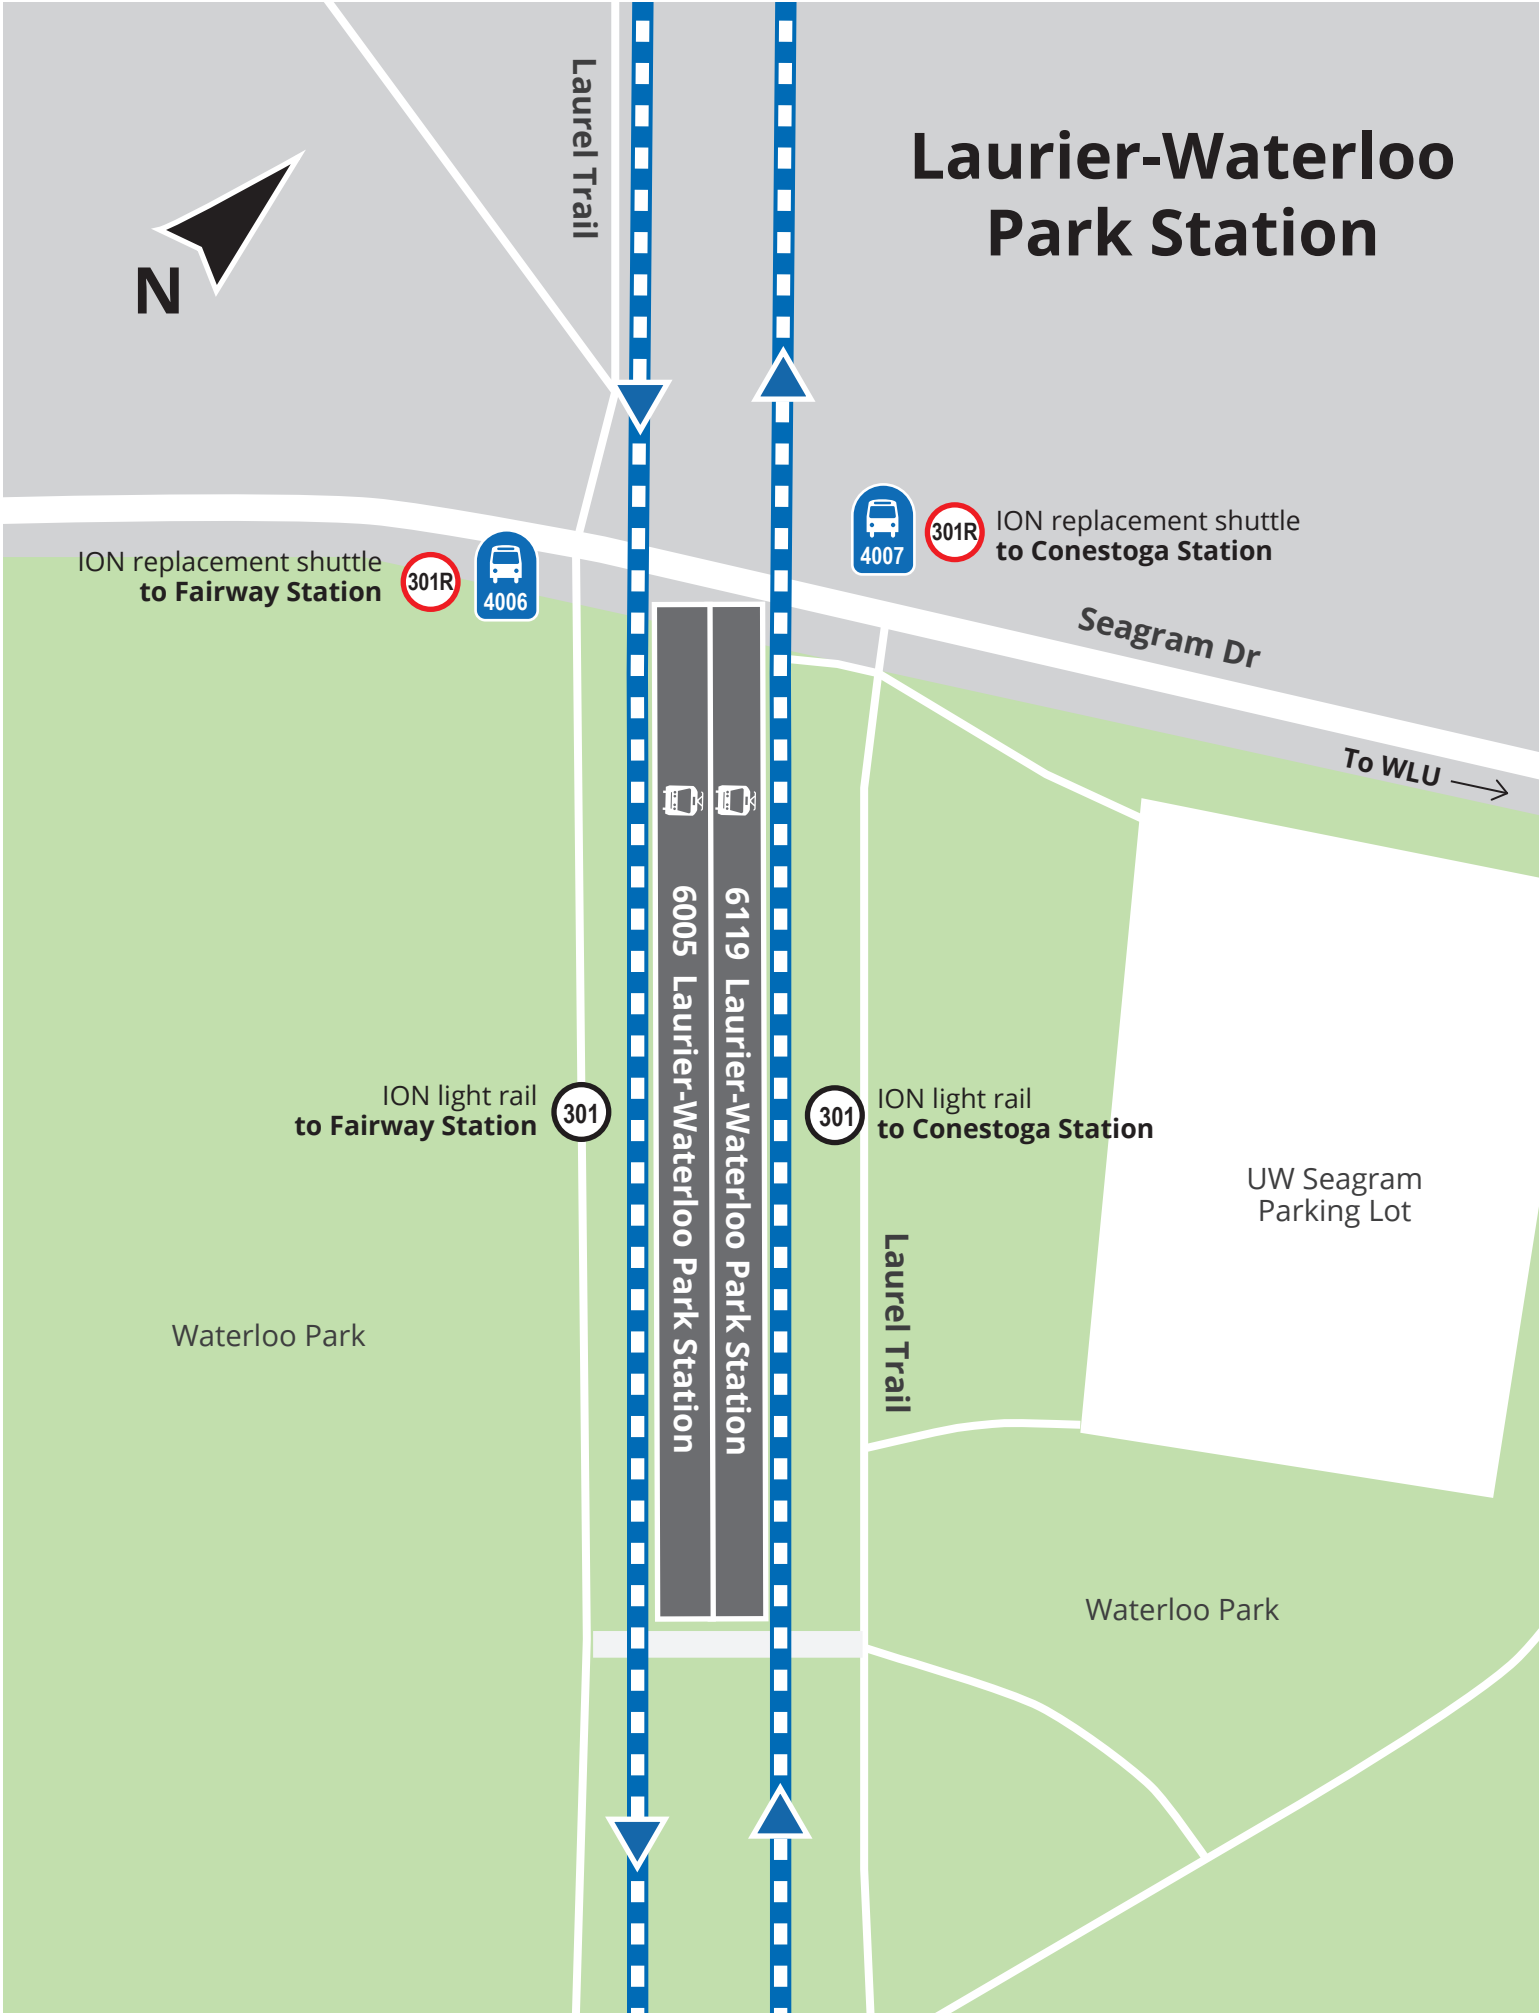 Laurier-Waterloo
Park Station
Laurel Trail
N
ION replacement shuttle
to Fairway Station
301R
4006
4007
301R
ION replacement shuttle
to Conestoga Station
Seagram Dr
To WLU
6005 Laurier-Waterloo Park Station
6119 Laurier-Waterloo Park Station
ION light rail
to Fairway Station
301
301
ION light rail
to Conestoga Station
UW Seagram
Parking Lot
Laurel Trail
Waterloo Park
Waterloo Park